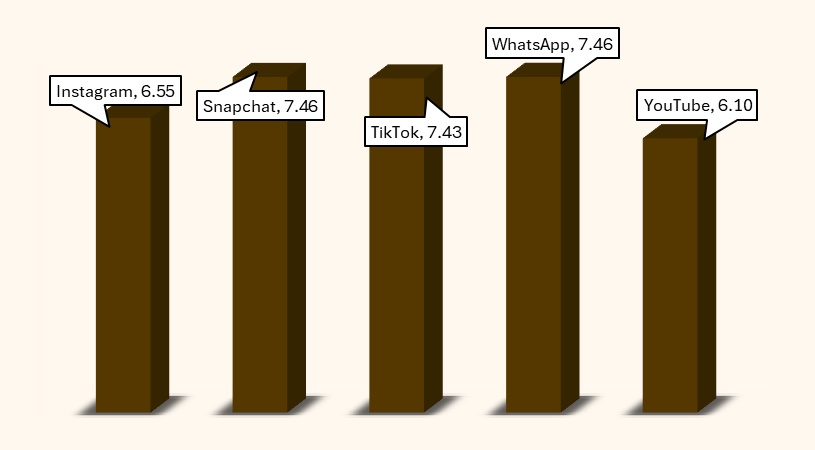 Instagram, 6.55
Snapchat, 7.46
TikTok, 7.43
WhatsApp, 7.46
YouTube, 6.10